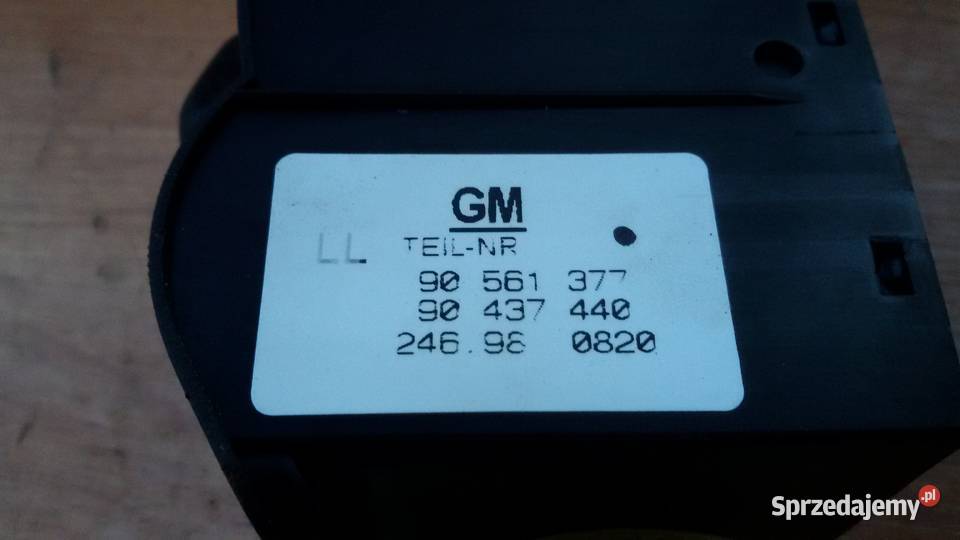 GM
LL TEIL-NR
90 561 377
90 437 440
246.98 0820
Sprzedajemy.pl